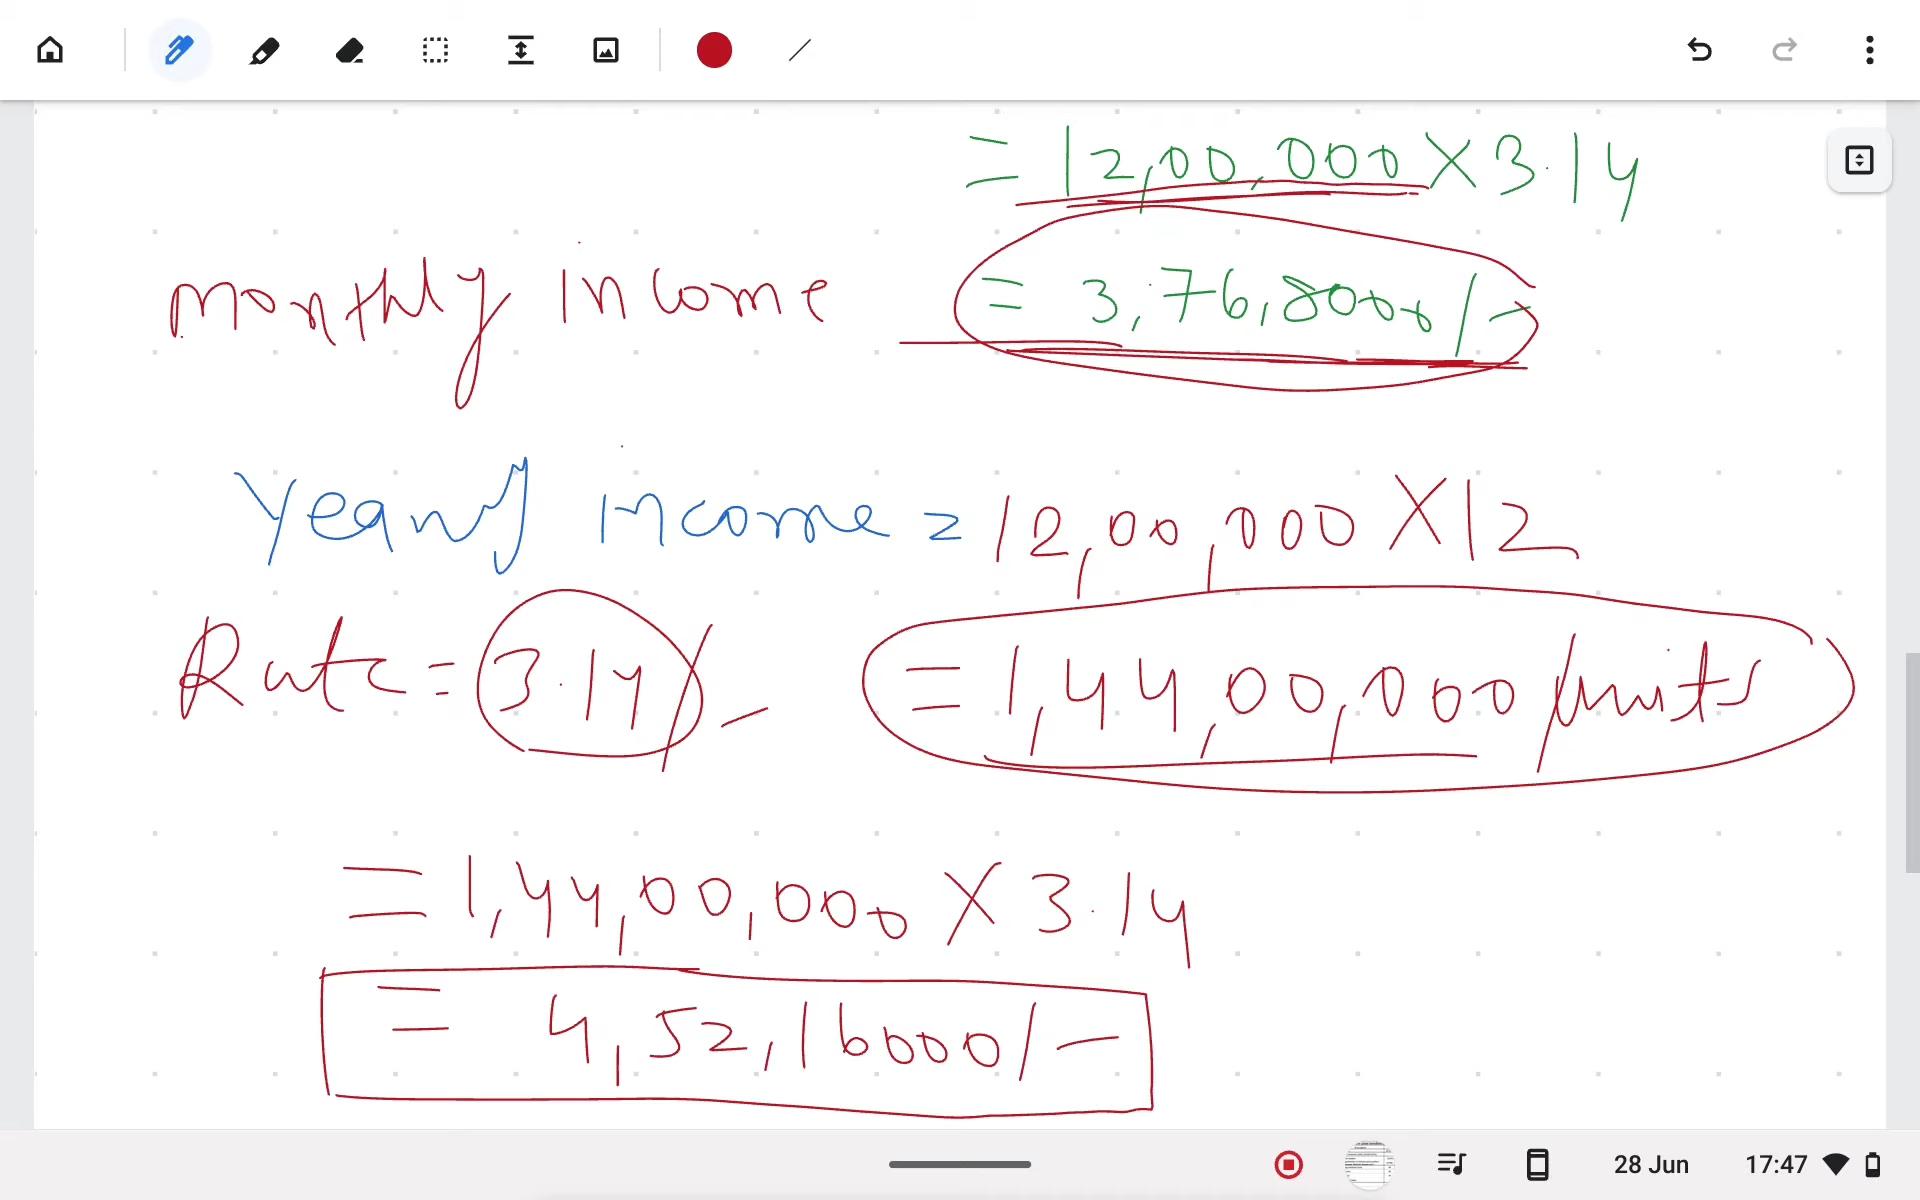 = 12,00,000 X 3.14
monthly income = 3,76,8000/-
Yearly income = 12,00,000 X 12
Rate = 3.14/- = 1,44,00,000/units
= 1,44,00,000 X 3.14
= 4,52,16000/-
28 Jun 17:47